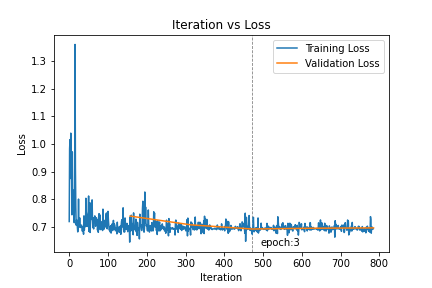 Iteration vs Loss
Training Loss
Validation Loss
1.3
1.2
1.1
1.0
0.9
0.8
0.7
Loss
epoch:3
0 100 200 300 400 500 600 700 800
Iteration